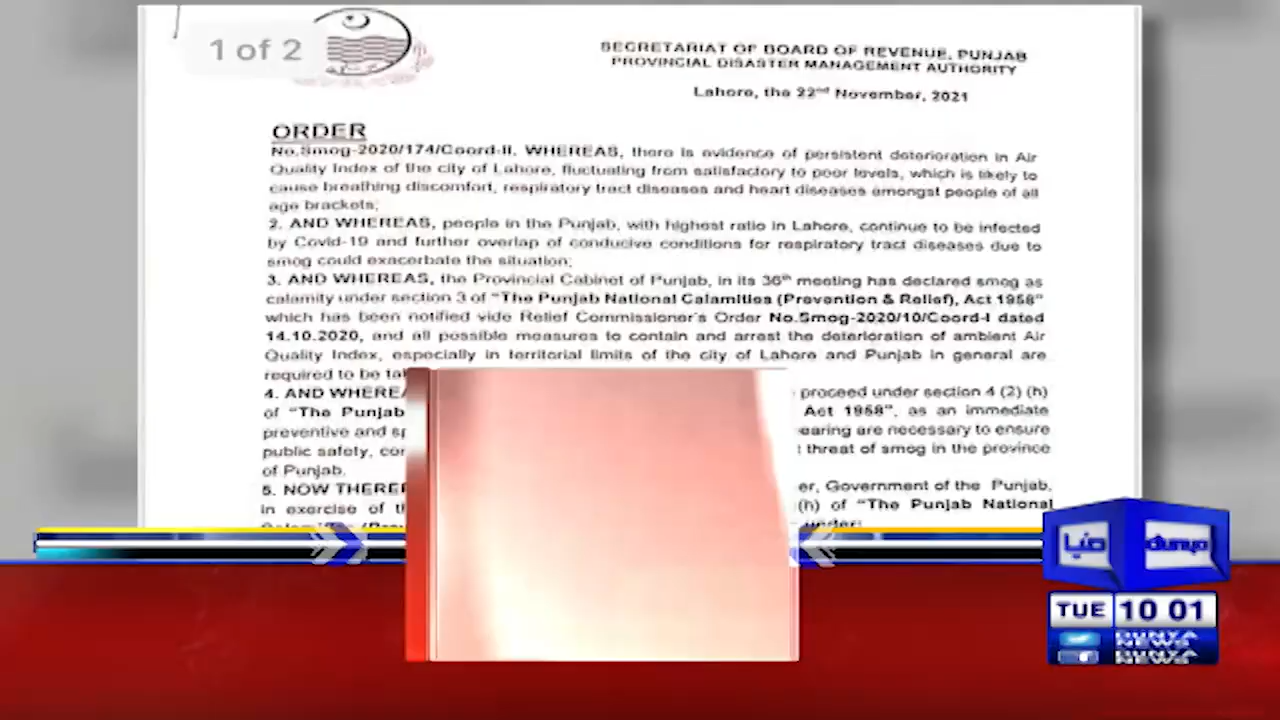 1 of 2
SECRETARIAT OF BOARD OF REVENUE, PUNJAB
PROVINCIAL DISASTER MANAGEMENT AUTHORITY
Lahore, the 22nd November, 2021
ORDER
No.Smog-2020/174/Coord-II. WHEREAS, there is evidence of persistent deterioration in Air
Quality Index of the city of Lahore, fluctuating from satisfactory to poor levels, which is likely to
cause breathing discomfort, respiratory tract diseases and heart diseases amongst people of all
age brackets;
2. AND WHEREAS, people in the Punjab, with highest ratio in Lahore, continue to be infected
by Covid-19 and further overlap of conducive conditions for respiratory tract diseases due to
smog could exacerbate the situation;
3. AND WHEREAS, the Provincial Cabinet of Punjab, in its 36th meeting has declared smog as
calamity under section 3 of "The Punjab National Calamities (Prevention & Relief), Act 1958"
which has been notified vide Relief Commissioner's Order No.Smog-2020/10/Coord-I dated
14.10.2020, and all possible measures to contain and arrest the deterioration of ambient Air
Quality Index, especially in territorial limits of the city of Lahore and Punjab in general are
required to be
4. AND proceed under section 4 (2) (h)
of "The Punjab Act 1958", as an immediate
preventive and are necessary to ensure
public safety, threat of smog in the province
of Punjab.
5. NOW Government of the Punjab,
in exercise of (h) of "The Punjab National
under:
دنیا dunya
TUE 10 01
DUNYA NEWS
DUNYA NEWS